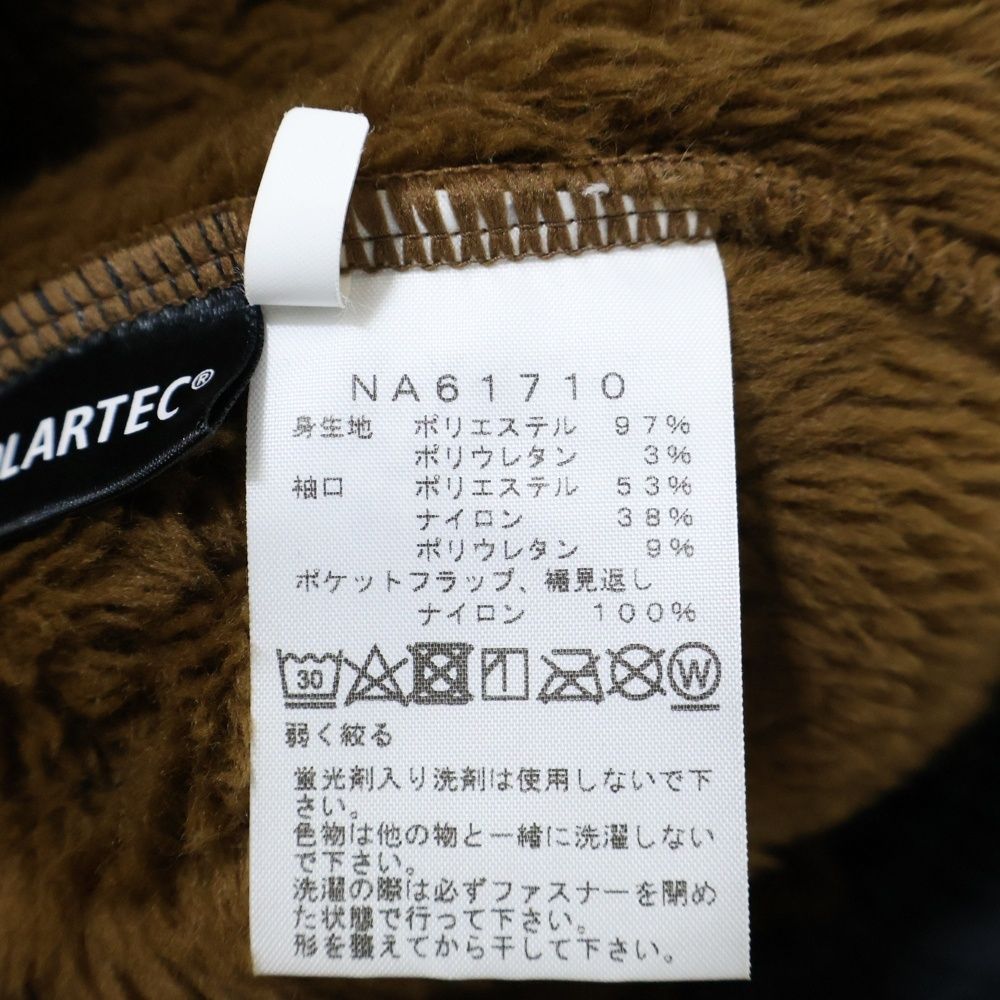 LARTEC®
NA61710
身生地 ポリエステル 97%
ポリウレタン 3%
袖口 ポリエステル 53%
ナイロン 38%
ポリウレタン 9%
ポケットフラップ、裾見返し
ナイロン 100%
30
W
弱く絞る
蛍光剤入り洗剤は使用しないで下
さい。
色物は他の物と一緒に洗濯しない
で下さい。
洗濯の際は必ずファスナーを閉め
た状態で行って下さい。
形を整えてから干して下さい。